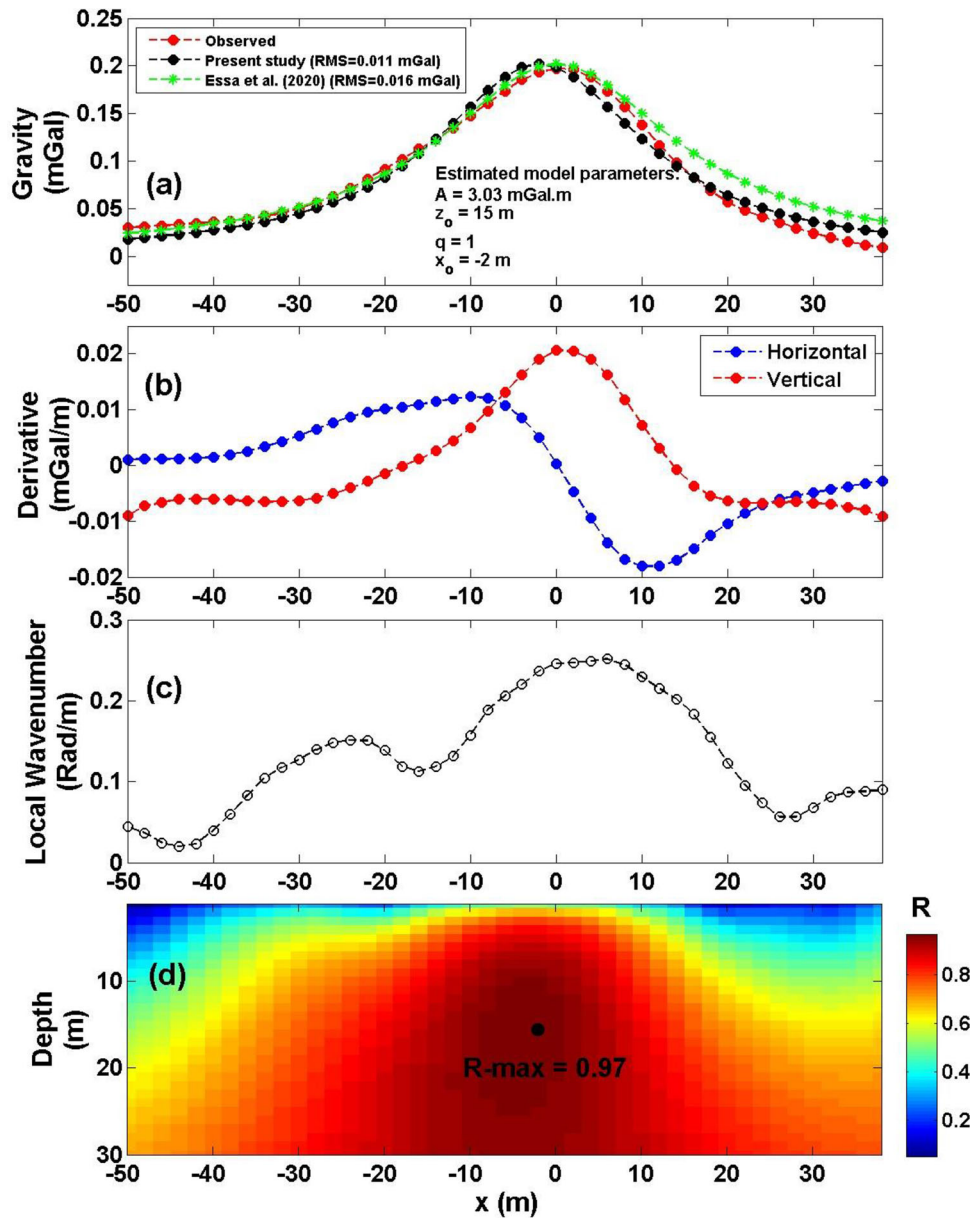 0.25
Observed
Present study (RMS=0.011 mGal)
Essa et al. (2020) (RMS=0.016 mGal)
0.2
0.15
0.1
0.05
0
Gravity
(mGal)
(a)
Estimated model parameters:
A = 3.03 mGal.m
zo = 15 m
q = 1
xo = -2 m
-50 -40 -30 -20 -10 0 10 20 30
0.02
0.01
0
-0.01
-0.02
Derivative
(mGal/m)
(b)
Horizontal
Vertical
-50 -40 -30 -20 -10 0 10 20 30
0.3
0.2
0.1
0
Local Wavenumber
(Rad/m)
(c)
-50 -40 -30 -20 -10 0 10 20 30
R
(d)
10
20
30
Depth
(m)
R-max = 0.97
0.8
0.6
0.4
0.2
-50 -40 -30 -20 -10 0 10 20 30
x (m)